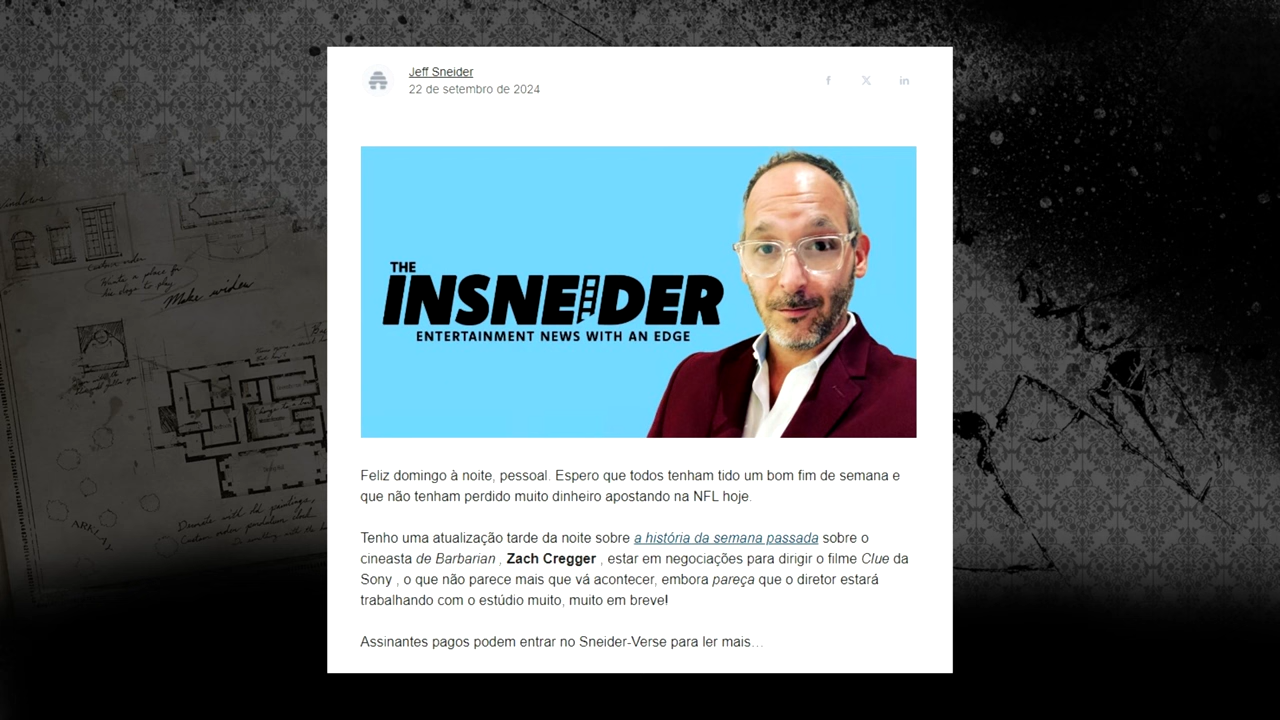 Jeff Sneider
22 de setembro de 2024
THE
INSNEIDER
ENTERTAINMENT NEWS WITH AN EDGE
Feliz domingo à noite, pessoal. Espero que todos tenham tido um bom fim de semana e
que não tenham perdido muito dinheiro apostando na NFL hoje.
Tenho uma atualização tarde da noite sobre a história da semana passada sobre o
cineasta de Barbarian , Zach Cregger , estar em negociações para dirigir o filme Clue da
Sony , o que não parece mais que vá acontecer, embora pareça que o diretor estará
trabalhando com o estúdio muito, muito em breve!
Assinantes pagos podem entrar no Sneider-Verse para ler mais…
Make widow
ARKHAM